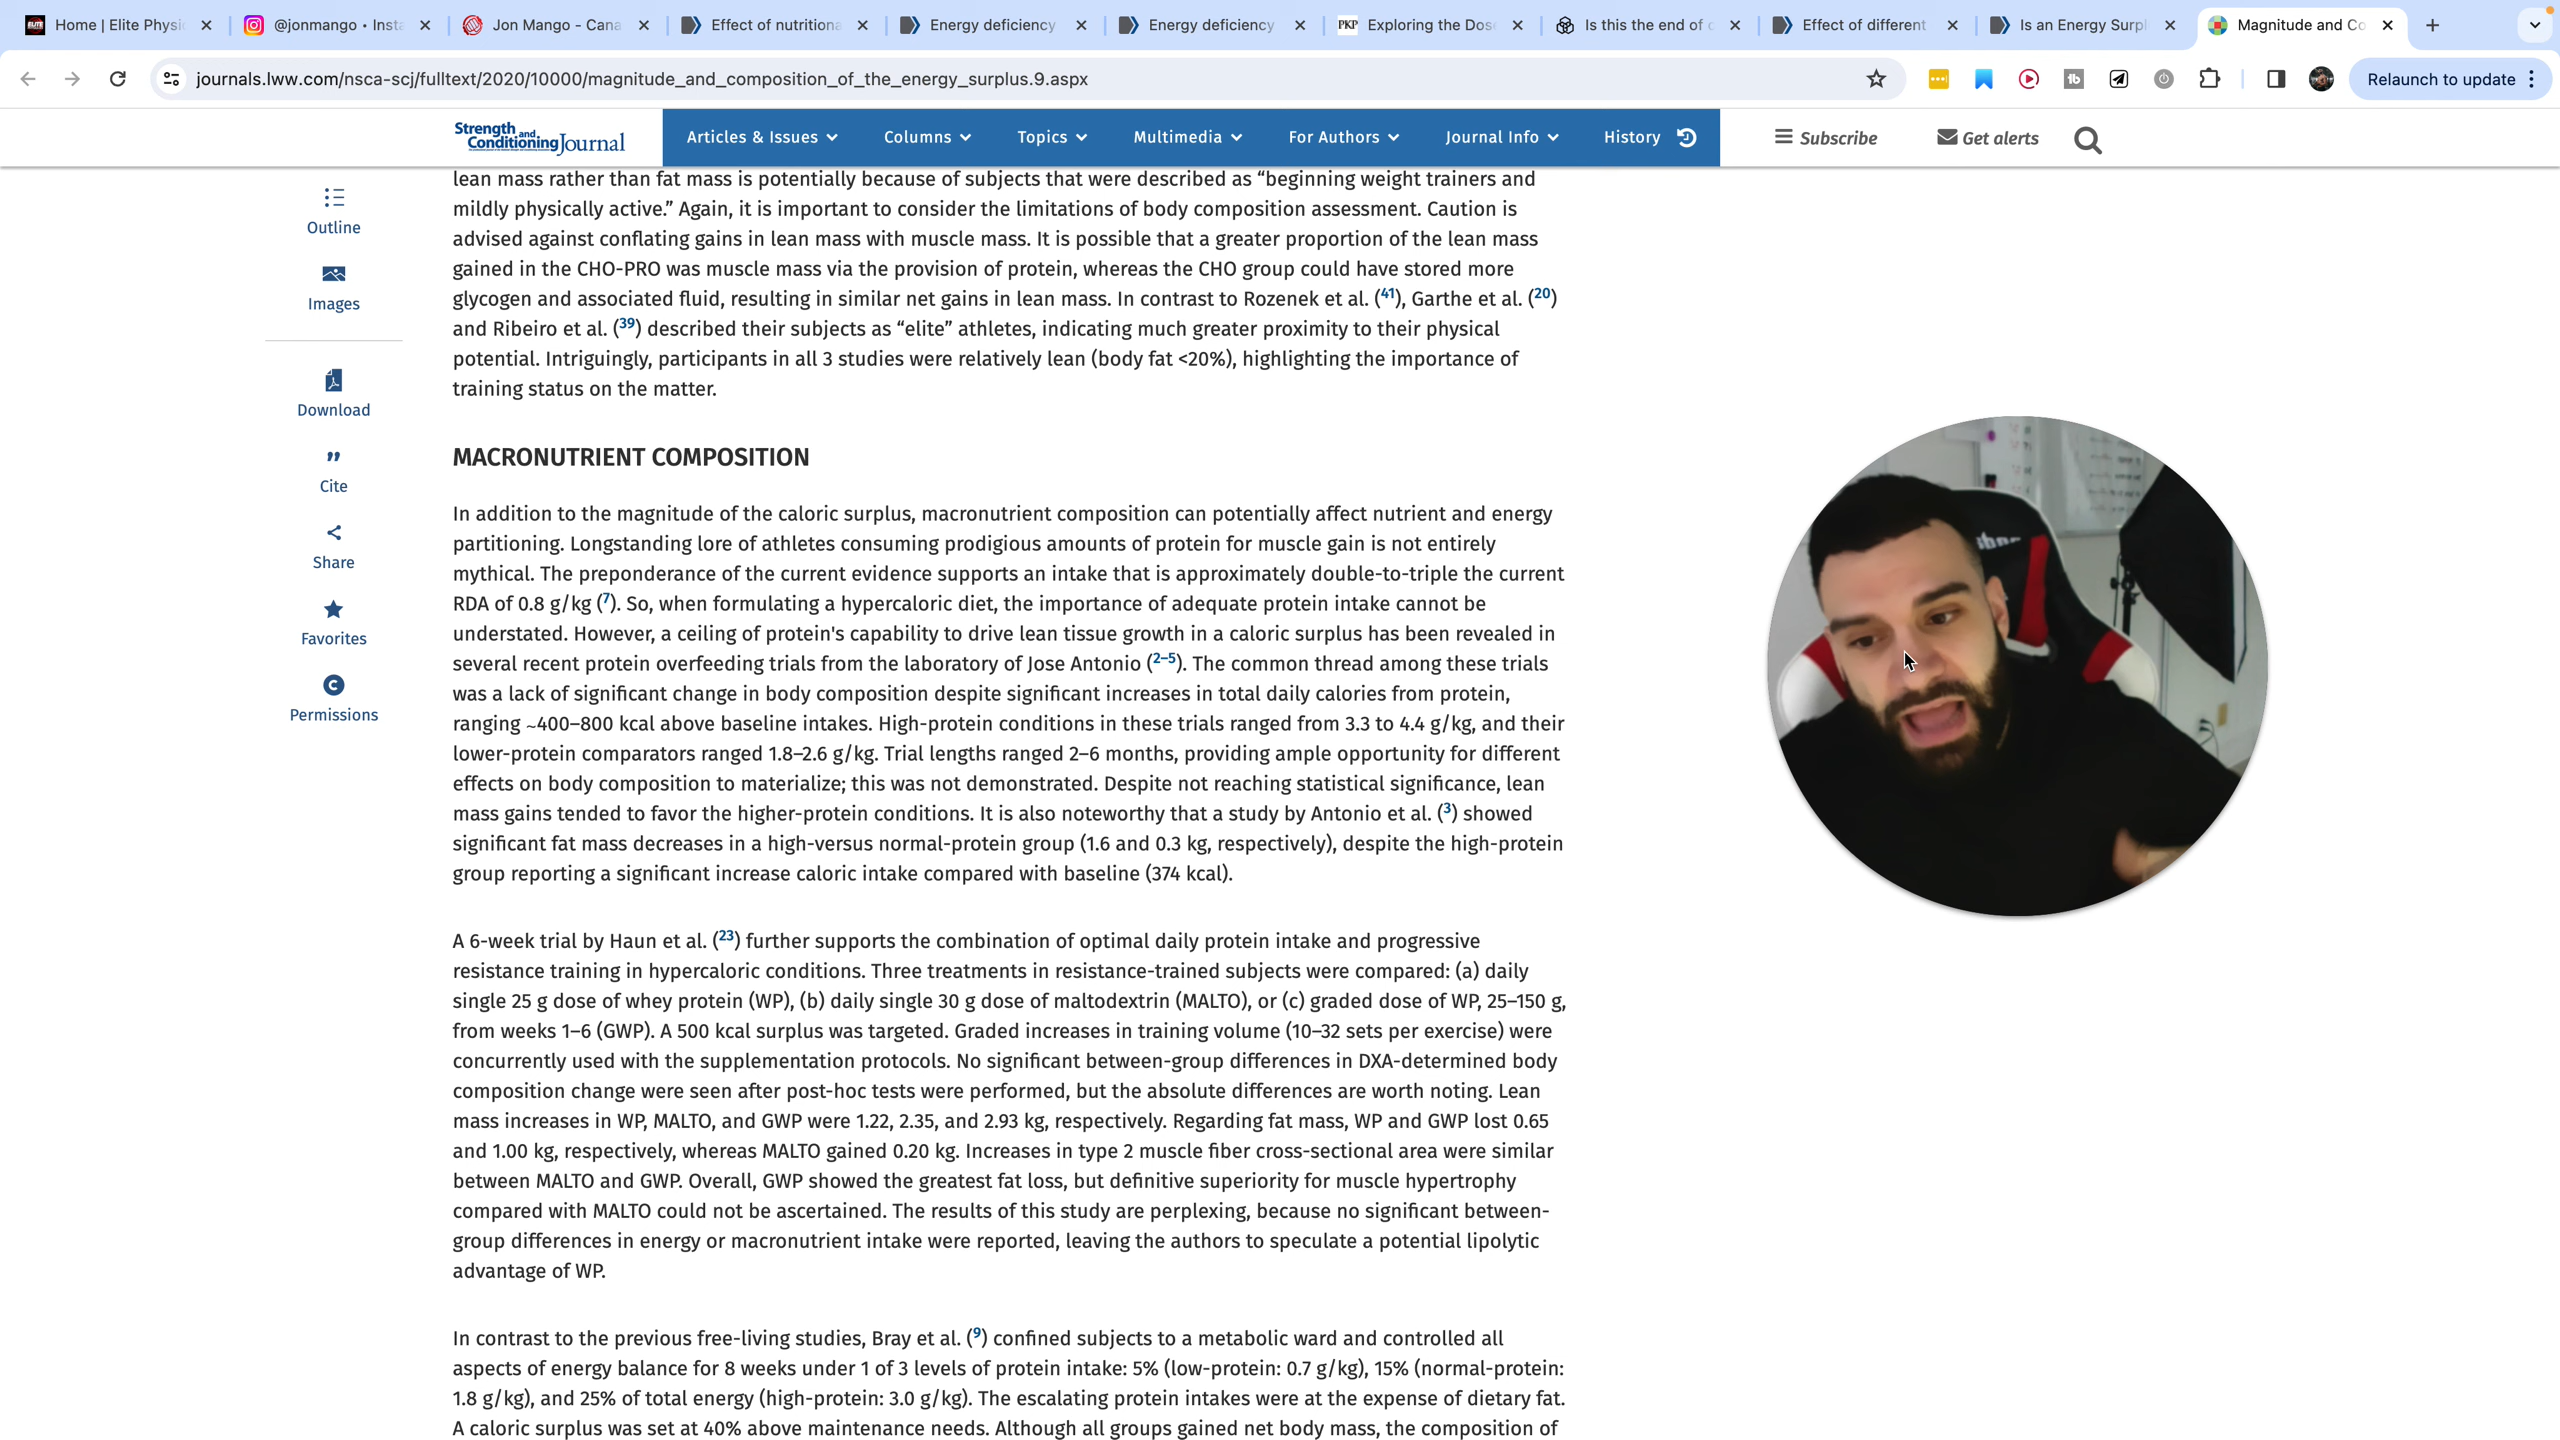 Home | Elite Physi
@jonmango • Insta
Jon Mango - Cana
Effect of nutritiona
Energy deficiency
Energy deficiency
PKP
Exploring the Dose
Is this the end of c
Effect of different
Is an Energy Surpl
Magnitude and Co
journals.lww.com/nsca-scj/fulltext/2020/10000/magnitude_and_composition_of_the_energy_surplus.9.aspx
Relaunch to update
Strength and Conditioning Journal
Articles & Issues
Columns
Topics
Multimedia
For Authors
Journal Info
History
Subscribe
Get alerts
Outline
Images
Download
Cite
Share
Favorites
Permissions
lean mass rather than fat mass is potentially because of subjects that were described as “beginning weight trainers and
mildly physically active.” Again, it is important to consider the limitations of body composition assessment. Caution is
advised against conflating gains in lean mass with muscle mass. It is possible that a greater proportion of the lean mass
gained in the CHO-PRO was muscle mass via the provision of protein, whereas the CHO group could have stored more
glycogen and associated fluid, resulting in similar net gains in lean mass. In contrast to Rozenek et al. (41), Garthe et al. (20)
and Ribeiro et al. (39) described their subjects as “elite” athletes, indicating much greater proximity to their physical
potential. Intriguingly, participants in all 3 studies were relatively lean (body fat <20%), highlighting the importance of
training status on the matter.
MACRONUTRIENT COMPOSITION
In addition to the magnitude of the caloric surplus, macronutrient composition can potentially affect nutrient and energy
partitioning. Longstanding lore of athletes consuming prodigious amounts of protein for muscle gain is not entirely
mythical. The preponderance of the current evidence supports an intake that is approximately double-to-triple the current
RDA of 0.8 g/kg (7). So, when formulating a hypercaloric diet, the importance of adequate protein intake cannot be
understated. However, a ceiling of protein's capability to drive lean tissue growth in a caloric surplus has been revealed in
several recent protein overfeeding trials from the laboratory of Jose Antonio (2–5). The common thread among these trials
was a lack of significant change in body composition despite significant increases in total daily calories from protein,
ranging ~400–800 kcal above baseline intakes. High-protein conditions in these trials ranged from 3.3 to 4.4 g/kg, and their
lower-protein comparators ranged 1.8–2.6 g/kg. Trial lengths ranged 2–6 months, providing ample opportunity for different
effects on body composition to materialize; this was not demonstrated. Despite not reaching statistical significance, lean
mass gains tended to favor the higher-protein conditions. It is also noteworthy that a study by Antonio et al. (3) showed
significant fat mass decreases in a high-versus normal-protein group (1.6 and 0.3 kg, respectively), despite the high-protein
group reporting a significant increase caloric intake compared with baseline (374 kcal).
A 6-week trial by Haun et al. (23) further supports the combination of optimal daily protein intake and progressive
resistance training in hypercaloric conditions. Three treatments in resistance-trained subjects were compared: (a) daily
single 25 g dose of whey protein (WP), (b) daily single 30 g dose of maltodextrin (MALTO), or (c) graded dose of WP, 25–150 g,
from weeks 1–6 (GWP). A 500 kcal surplus was targeted. Graded increases in training volume (10–32 sets per exercise) were
concurrently used with the supplementation protocols. No significant between-group differences in DXA-determined body
composition change were seen after post-hoc tests were performed, but the absolute differences are worth noting. Lean
mass increases in WP, MALTO, and GWP were 1.22, 2.35, and 2.93 kg, respectively. Regarding fat mass, WP and GWP lost 0.65
and 1.00 kg, respectively, whereas MALTO gained 0.20 kg. Increases in type 2 muscle fiber cross-sectional area were similar
between MALTO and GWP. Overall, GWP showed the greatest fat loss, but definitive superiority for muscle hypertrophy
compared with MALTO could not be ascertained. The results of this study are perplexing, because no significant between-
group differences in energy or macronutrient intake were reported, leaving the authors to speculate a potential lipolytic
advantage of WP.
In contrast to the previous free-living studies, Bray et al. (9) confined subjects to a metabolic ward and controlled all
aspects of energy balance for 8 weeks under 1 of 3 levels of protein intake: 5% (low-protein: 0.7 g/kg), 15% (normal-protein:
1.8 g/kg), and 25% of total energy (high-protein: 3.0 g/kg). The escalating protein intakes were at the expense of dietary fat.
A caloric surplus was set at 40% above maintenance needs. Although all groups gained net body mass, the composition of